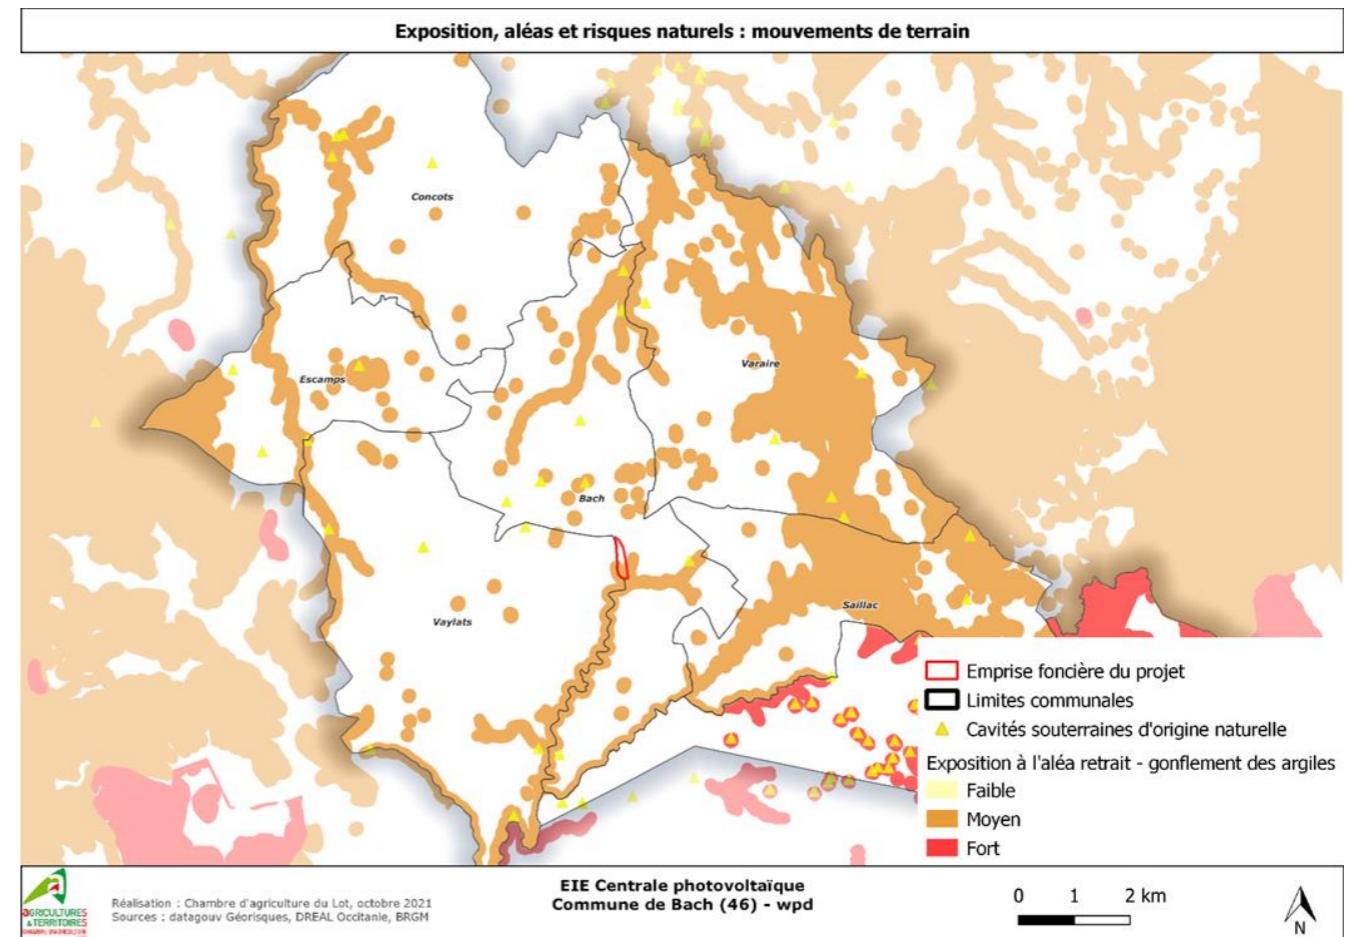 Exposition, aléas et risques naturels : mouvements de terrain
Concots
Varaire
Escamps
Bach
Saillac
Vaylats
Emprise foncière du projet
Limites communales
Cavités souterraines d'origine naturelle
Exposition à l'aléa retrait - gonflement des argiles
Faible
Moyen
Fort
AGRICULTURES
& TERRITOIRES
Réalisation : Chambre d'agriculture du Lot, octobre 2021
Sources : datagouv Géorisques, DREAL Occitanie, BRGM
EIE Centrale photovoltaïque
Commune de Bach (46) - wpd
0 1 2 km
N